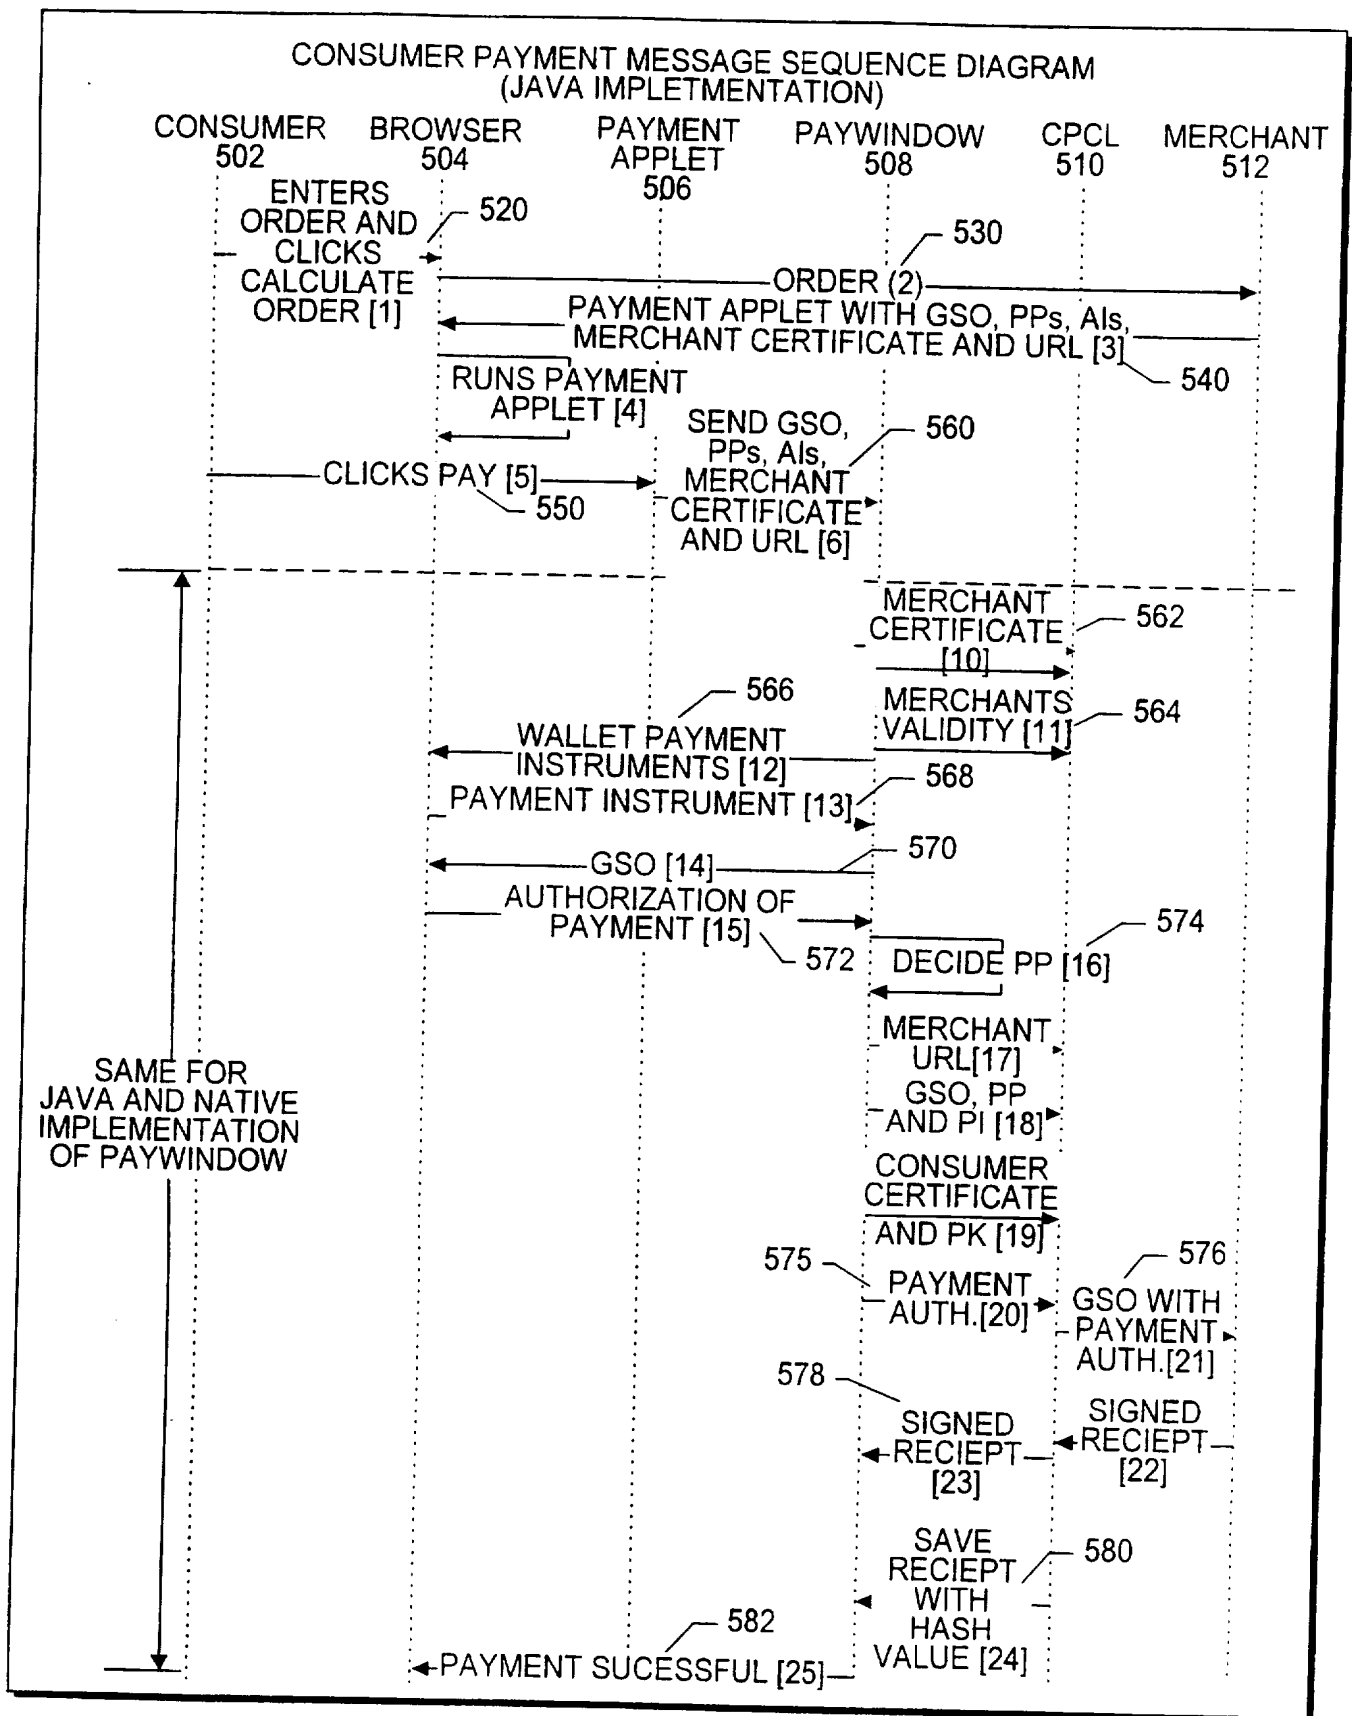 CONSUMER PAYMENT MESSAGE SEQUENCE DIAGRAM
(JAVA IMPLETMENTATION)
CONSUMER
502
BROWSER
504
PAYMENT
APPLET
506
PAYWINDOW
508
CPCL
510
MERCHANT
512
ENTERS
ORDER AND
CLICKS
CALCULATE
ORDER [1]
520
530
ORDER (2)
PAYMENT APPLET WITH GSO, PPs, AIs,
MERCHANT CERTIFICATE AND URL [3]
540
RUNS PAYMENT
APPLET [4]
SEND GSO,
PPs, AIs,
MERCHANT
CERTIFICATE
AND URL [6]
560
CLICKS PAY [5]
550
MERCHANT
CERTIFICATE
[10]
562
566
MERCHANTS
VALIDITY [11]
564
WALLET PAYMENT
INSTRUMENTS [12]
568
PAYMENT INSTRUMENT [13]
570
GSO [14]
AUTHORIZATION OF
PAYMENT [15]
572
574
DECIDE PP [16]
MERCHANT
URL[17]
GSO, PP
AND PI [18]
SAME FOR
JAVA AND NATIVE
IMPLEMENTATION
OF PAYWINDOW
CONSUMER
CERTIFICATE
AND PK [19]
575
PAYMENT
AUTH.[20]
576
GSO WITH
PAYMENT
AUTH.[21]
578
SIGNED
RECIEPT
[23]
SIGNED
RECIEPT
[22]
SAVE
RECIEPT
WITH
HASH
VALUE [24]
580
582
PAYMENT SUCESSFUL [25]